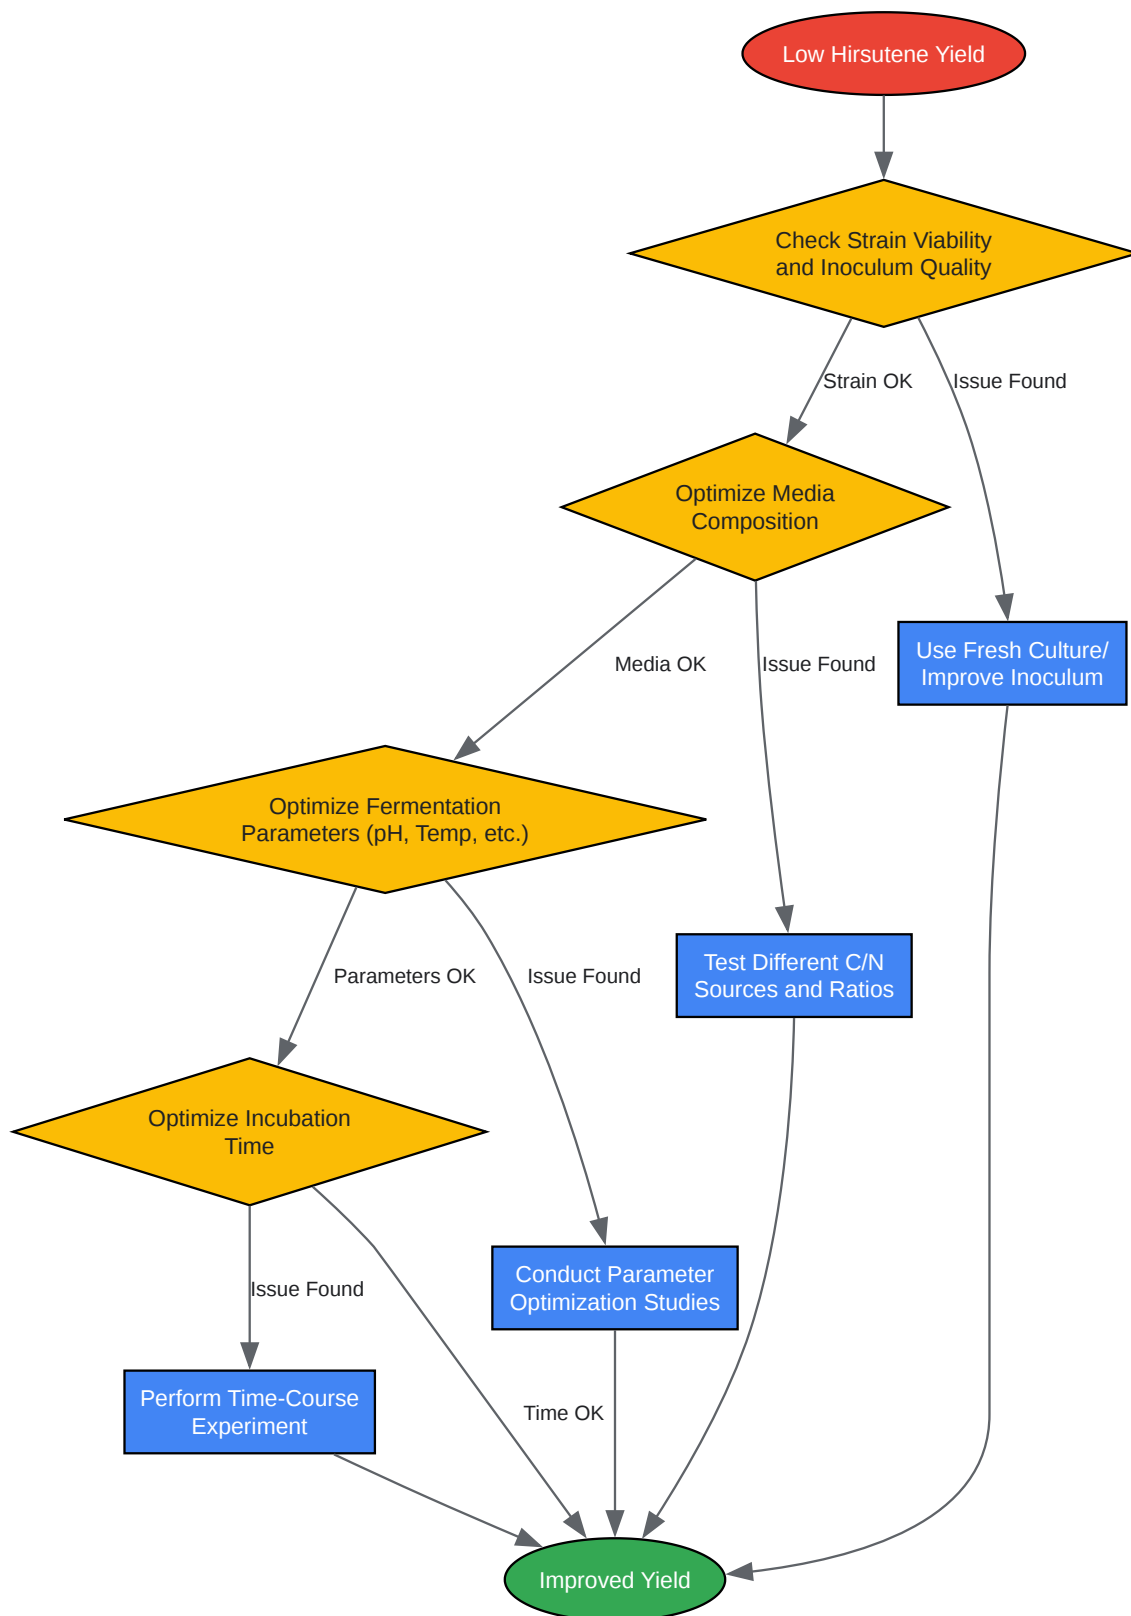 Low Hirsutene Yield
Check Strain Viability
and Inoculum Quality
Strain OK
Issue Found
Optimize Media
Composition
Media OK
Issue Found
Use Fresh Culture/
Improve Inoculum
Optimize Fermentation
Parameters (pH, Temp, etc.)
Parameters OK
Issue Found
Test Different C/N
Sources and Ratios
Optimize Incubation
Time
Issue Found
Conduct Parameter
Optimization Studies
Perform Time-Course
Experiment
Time OK
Improved Yield